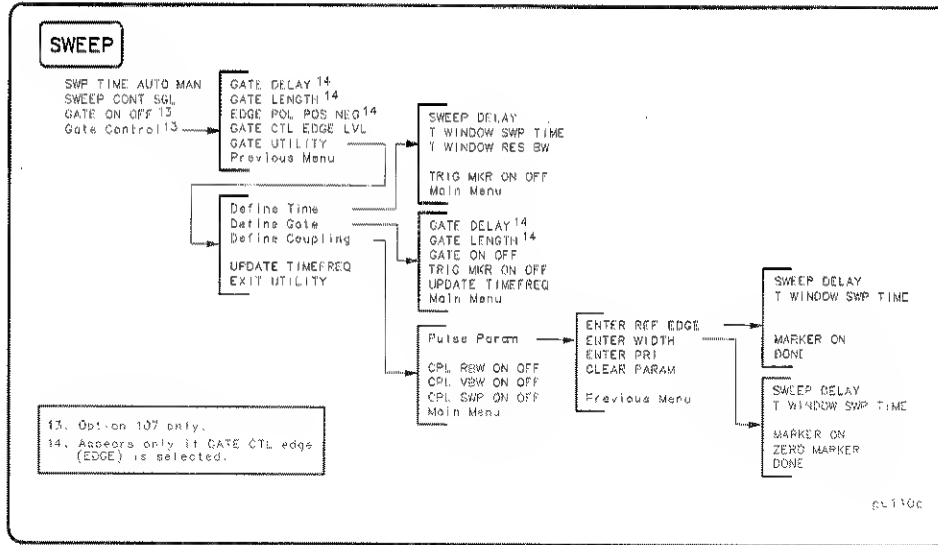 SWEEP
SWP TIME AUTO MAN
SWEEP CONT SGL
GATE ON OFF 13
Gate Control 13
GATE DELAY 14
GATE LENGTH 14
EDGE POL POS NEG 14
GATE CTL EDGE LVL
GATE UTILITY
Previous Menu
SWEEP DELAY
T WINDOW SWP TIME
T WINDOW RES BW
TRIG MKR ON OFF
Main Menu
Define Time
Define Gate
Define Coupling
UPDATE TIMEFREQ
EXIT UTILITY
GATE DELAY 14
GATE LENGTH 14
GATE ON OFF
TRIG MKR ON OFF
UPDATE TIMEFREQ
Main Menu
Pulse Param
CPL RBW ON OFF
CPL VBW ON OFF
CPL SWP ON OFF
Main Menu
ENTER REF EDGE
ENTER WIDTH
ENTER PRI
CLEAR PARAM
Previous Menu
SWEEP DELAY
T WINDOW SWP TIME
MARKER ON
DONE
SWEEP DELAY
T WINDOW SWP TIME
MARKER ON
ZERO MARKER
DONE
13. Option 107 only.
14. Appears only if GATE CTL edge
(EDGE) is selected.